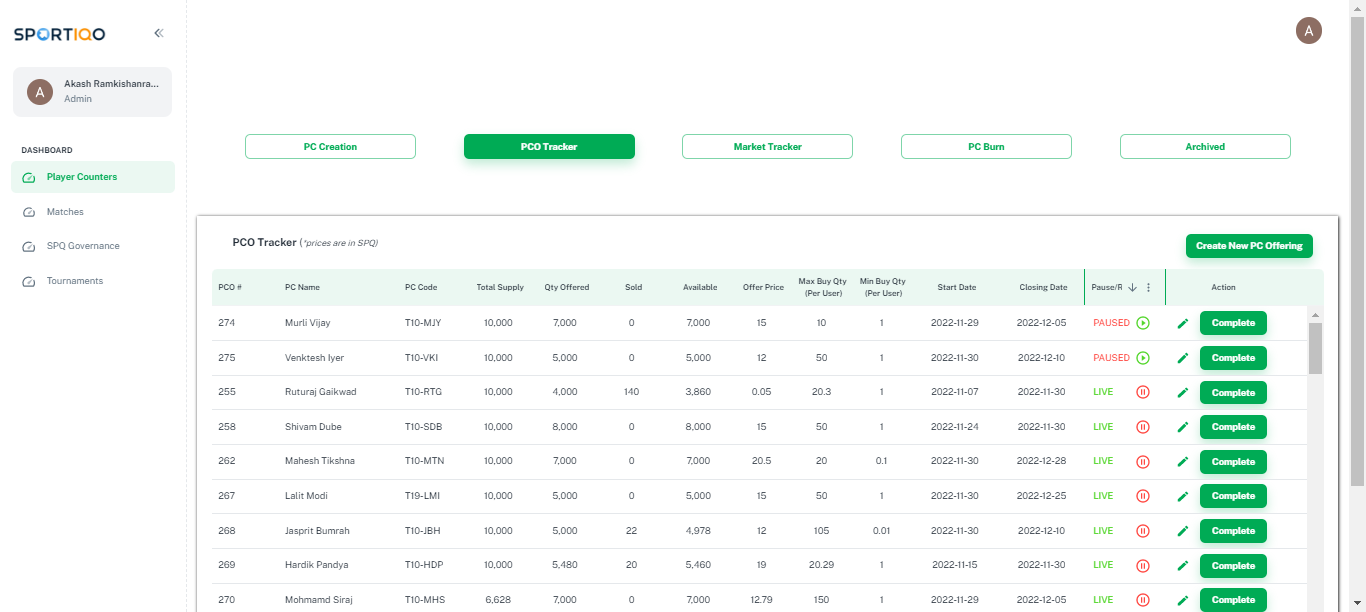 SPORTIQO
A
A
Akash Ramkishanra...
Admin
DASHBOARD
Player Counters
Matches
SPQ Governance
Tournaments
PC Creation
PCO Tracker
Market Tracker
PC Burn
Archived
PCO Tracker (*prices are in SPQ)
Create New PC Offering
PCO # PC Name PC Code Total Supply Qty Offered Sold Available Offer Price Max Buy Qty (Per User) Min Buy Qty (Per User) Start Date Closing Date Pause/R Action
274 Murli Vijay T10-MJY 10,000 7,000 0 7,000 15 10 1 2022-11-29 2022-12-05 PAUSED Complete
275 Venktesh Iyer T10-VKI 10,000 5,000 0 5,000 12 50 1 2022-11-30 2022-12-10 PAUSED Complete
255 Ruturaj Gaikwad T10-RTG 10,000 4,000 140 3,860 0.05 20.3 1 2022-11-07 2022-11-30 LIVE Complete
258 Shivam Dube T10-SDB 10,000 8,000 0 8,000 15 50 1 2022-11-24 2022-11-30 LIVE Complete
262 Mahesh Tikshna T10-MTN 10,000 7,000 0 7,000 20.5 20 0.1 2022-11-30 2022-12-28 LIVE Complete
267 Lalit Modi T19-LMI 10,000 5,000 0 5,000 15 50 1 2022-11-30 2022-12-25 LIVE Complete
268 Jasprit Bumrah T10-JBH 10,000 5,000 22 4,978 12 105 0.01 2022-11-30 2022-12-10 LIVE Complete
269 Hardik Pandya T10-HDP 10,000 5,480 20 5,460 19 20.29 1 2022-11-15 2022-11-30 LIVE Complete
270 Mohmamd Siraj T10-MHS 6,628 7,000 0 7,000 12.79 150 1 2022-11-29 2022-12-05 LIVE Complete